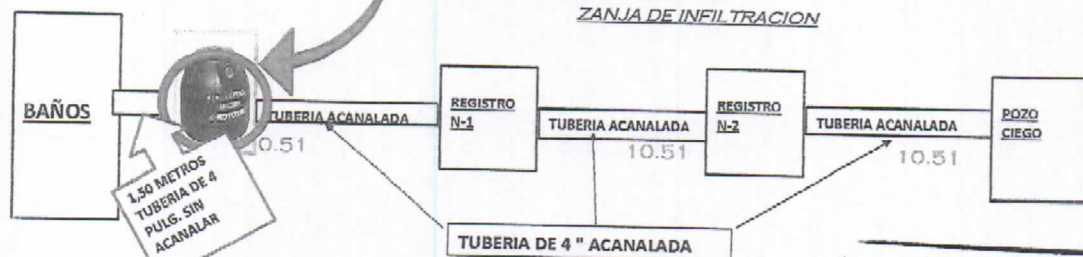 ZANJA DE INFILTRACION
BAÑOS
TUBERIA ACANALADA
0.51
REGISTRO
N-1
TUBERIA ACANALADA
10.51
REGISTRO
N-2
TUBERIA ACANALADA
10.51
POZO
CIEGO
1,50 METROS
TUBERIA DE 4
PULG. SIN
ACANALAR
TUBERIA DE 4 " ACANALADA